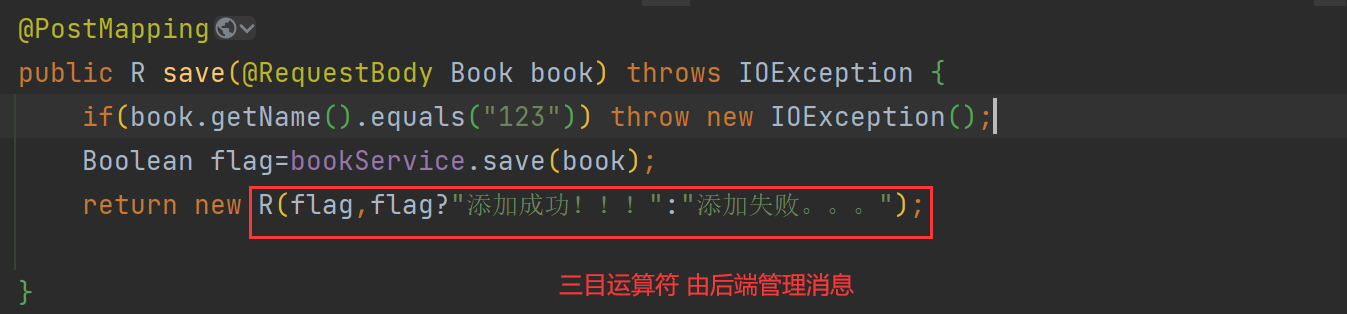 @PostMapping
public R save(@RequestBody Book book) throws IOException {
if(book.getName().equals("123")) throw new IOException();
Boolean flag=bookService.save(book);
return new R(flag,flag?"添加成功！！！":"添加失败。。。");
三目运算符 由后端管理消息
}